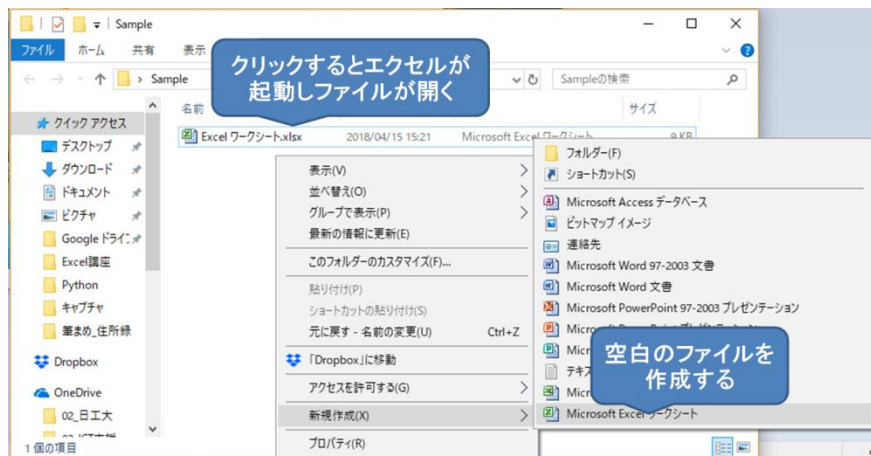 Sample
ファイル
ホーム
共有
表示
Sample
Sampleの検索
クリックするとエクセルが
起動しファイルが開く
名前
サイズ
Excel ワークシート.xlsx
2018/04/15 15:21
Microsoft Excel ワークシート
9 KB
クイック アクセス
デスクトップ
ダウンロード
ドキュメント
ピクチャ
Google ドライ
Excel講座
Python
キャプチャ
筆まめ_住所録
Dropbox
OneDrive
02_日工大
1 個の項目
表示(V)
並べ替え(O)
グループで表示(P)
最新の情報に更新(E)
このフォルダーのカスタマイズ(F)...
貼り付け(P)
ショートカットの貼り付け(S)
元に戻す - 名前の変更(U)
Ctrl+Z
「Dropbox」に移動
アクセスを許可する(G)
新規作成(X)
プロパティ(R)
フォルダー(F)
ショートカット(S)
Microsoft Access データベース
ビットマップ イメージ
連絡先
Microsoft Word 97-2003 文書
Microsoft Word 文書
Microsoft PowerPoint 97-2003 プレゼンテーション
Microsoft Excel ワークシート
空白のファイルを
作成する